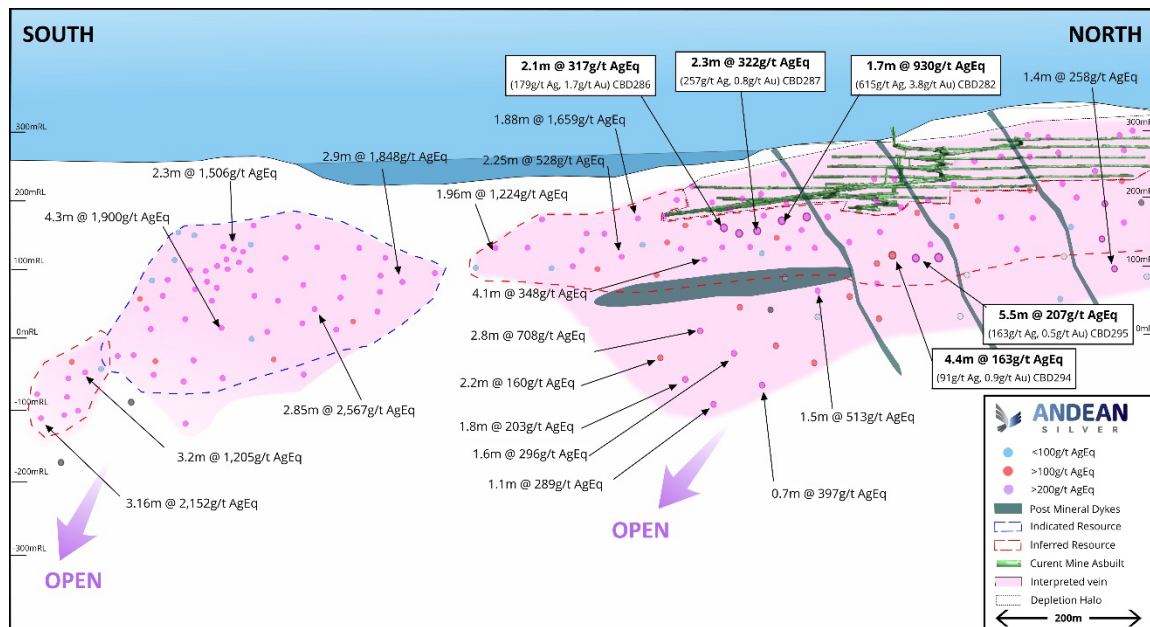 SOUTH
NORTH
2.1m @ 317g/t AgEq
(179g/t Ag, 1.7g/t Au) CBD286
2.3m @ 322g/t AgEq
(257g/t Ag, 0.8g/t Au) CBD287
1.7m @ 930g/t AgEq
(615g/t Ag, 3.8g/t Au) CBD282
1.4m @ 258g/t AgEq
1.88m @ 1,659g/t AgEq
300mRL
300mRL
2.9m @ 1,848g/t AgEq
2.25m @ 528g/t AgEq
2.3m @ 1,506g/t AgEq
1.96m @ 1,224g/t AgEq
200mRL
200mRL
4.3m @ 1,900g/t AgEq
100mRL
100mRL
4.1m @ 348g/t AgEq
5.5m @ 207g/t AgEq
(163g/t Ag, 0.5g/t Au) CBD295
0mRL
0mRL
2.8m @ 708g/t AgEq
4.4m @ 163g/t AgEq
(91g/t Ag, 0.9g/t Au) CBD294
2.2m @ 160g/t AgEq
-100mRL
2.85m @ 2,567g/t AgEq
1.5m @ 513g/t AgEq
1.8m @ 203g/t AgEq
3.2m @ 1,205g/t AgEq
1.6m @ 296g/t AgEq
-200mRL
1.1m @ 289g/t AgEq
0.7m @ 397g/t AgEq
3.16m @ 2,152g/t AgEq
OPEN
-300mRL
OPEN
ANDEAN
SILVER
<100g/t AgEq
>100g/t AgEq
>200g/t AgEq
Post Mineral Dykes
Indicated Resource
Inferred Resource
Curent Mine Asbuilt
Interpreted vein
Depletion Halo
200m